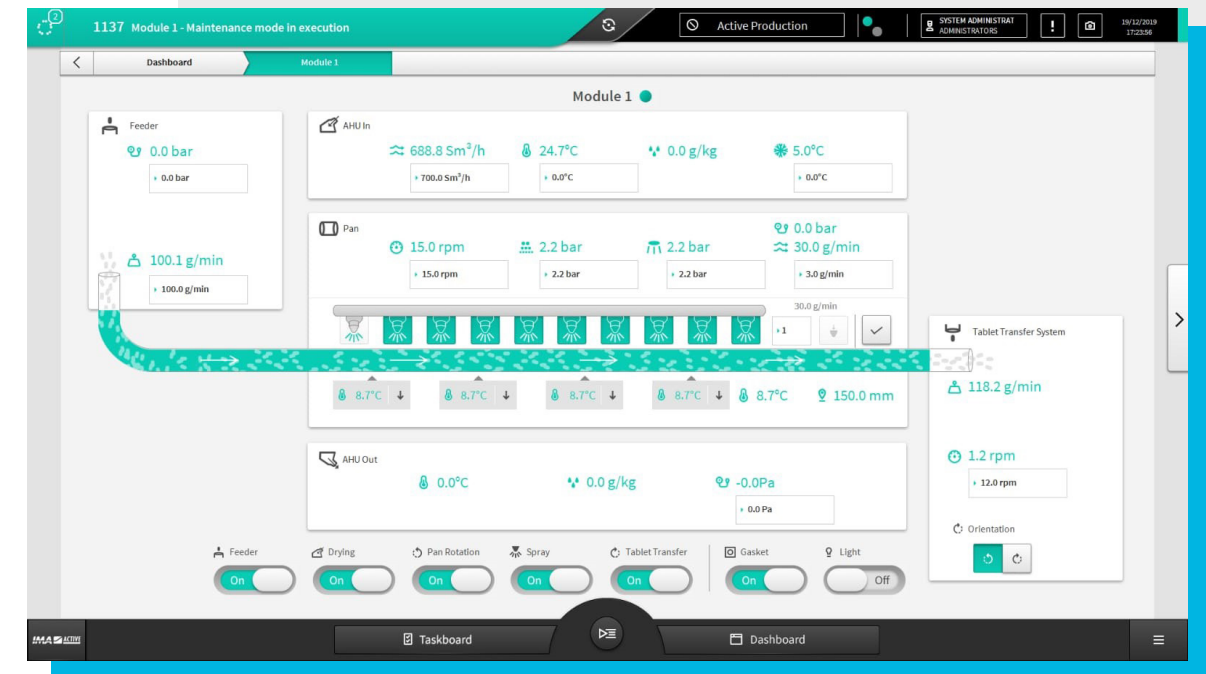 2
1137 Module 1 - Maintenance mode in execution
Active Production
SYSTEM ADMINISTRAT
ADMINISTRATORS
!
19/12/2019
17:23:56
Dashboard
Module 1
Module 1
Feeder
0.0 bar
0.0 bar
100.1 g/min
100.0 g/min
AHU In
688.8 Sm³/h
24.7°C
0.0 g/kg
5.0°C
700.0 Sm³/h
0.0°C
0.0°C
Pan
0.0 bar
15.0 rpm
2.2 bar
2.2 bar
30.0 g/min
15.0 rpm
2.2 bar
2.2 bar
3.0 g/min
30.0 g/min
1
8.7°C
8.7°C
8.7°C
8.7°C
8.7°C
150.0 mm
Tablet Transfer System
118.2 g/min
1.2 rpm
12.0 rpm
Orientation
AHU Out
0.0°C
0.0 g/kg
-0.0Pa
0.0 Pa
Feeder
Drying
Pan Rotation
Spray
Tablet Transfer
Gasket
Light
On
On
On
On
On
On
Off
IMA ACTIVE
Taskboard
Dashboard